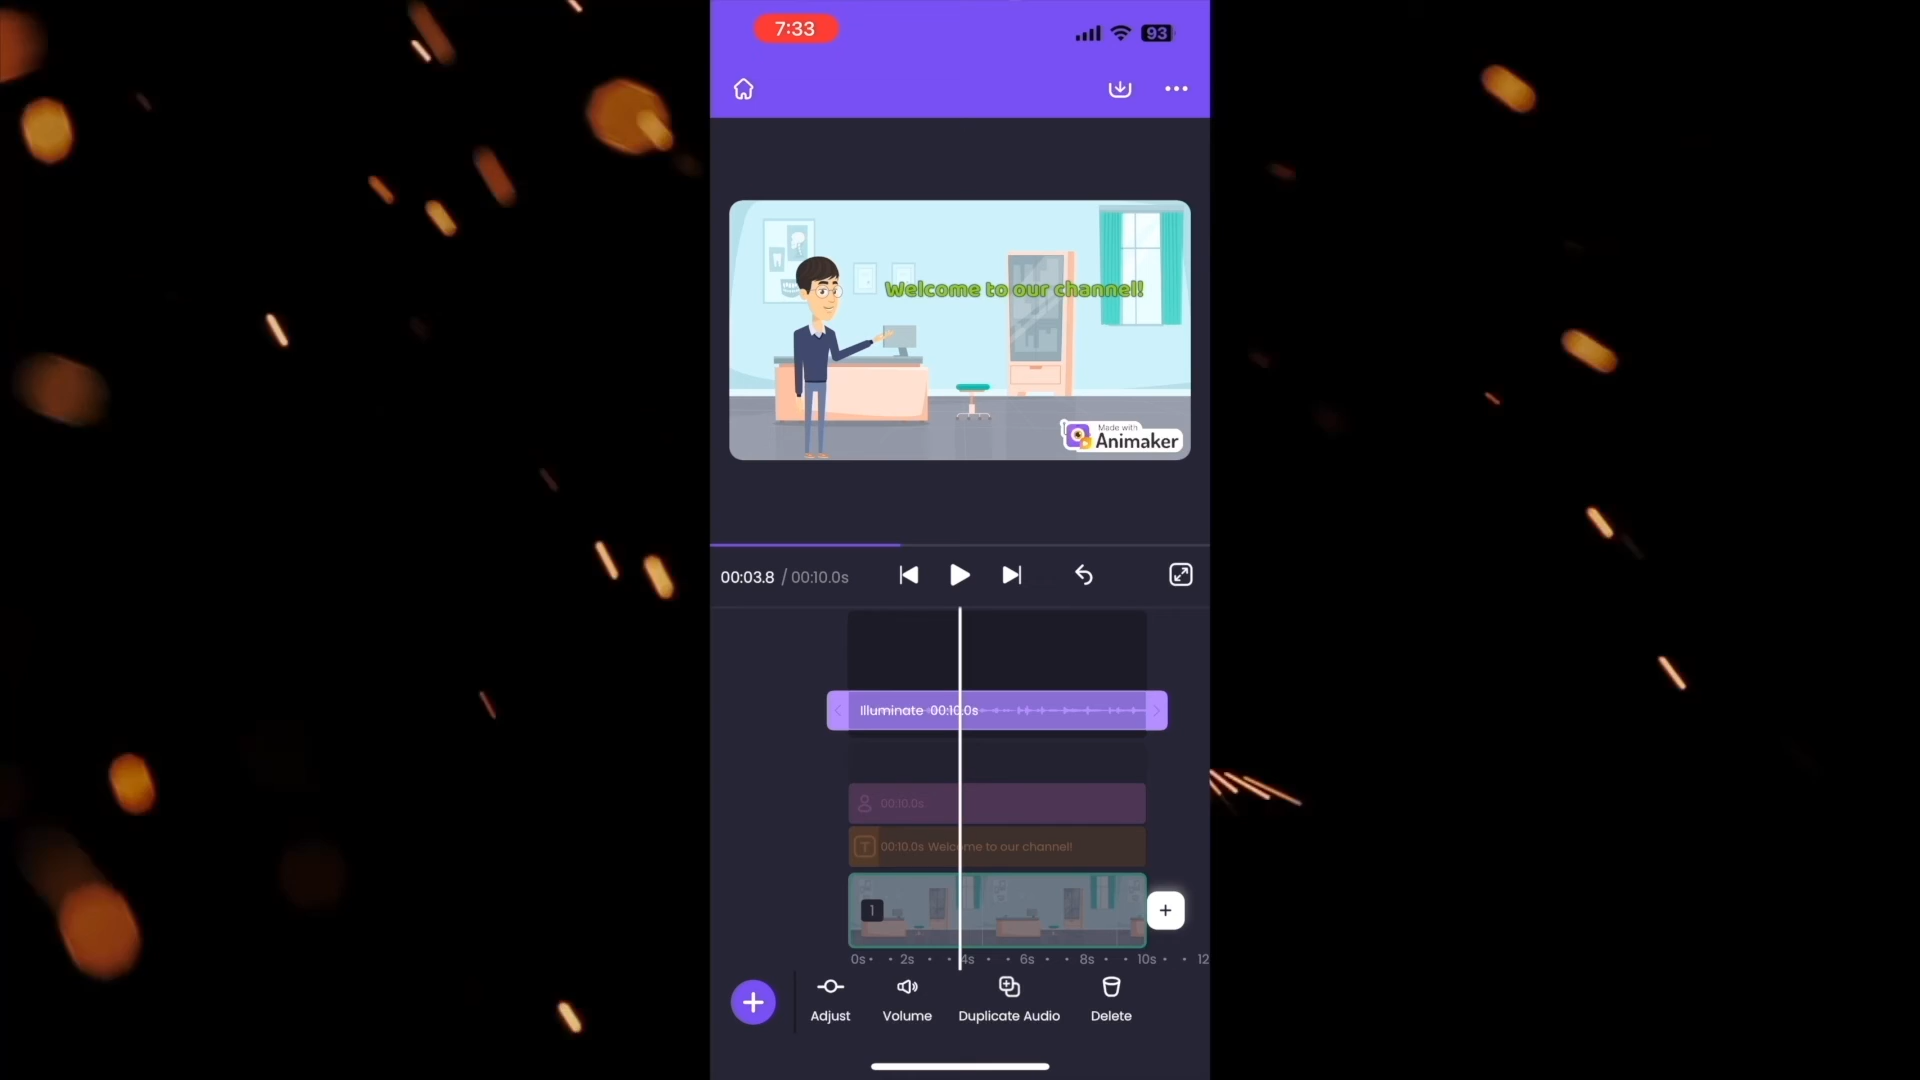 7:33
93
Welcome to our channel!
Made with
Animaker
00:03.8 / 00:10.0s
Illuminate 00:10.0s
00:10.0s
T 00:10.0s Welcome to our channel!
1
0s 2s 4s 6s 8s 10s 12
Adjust Volume Duplicate Audio Delete